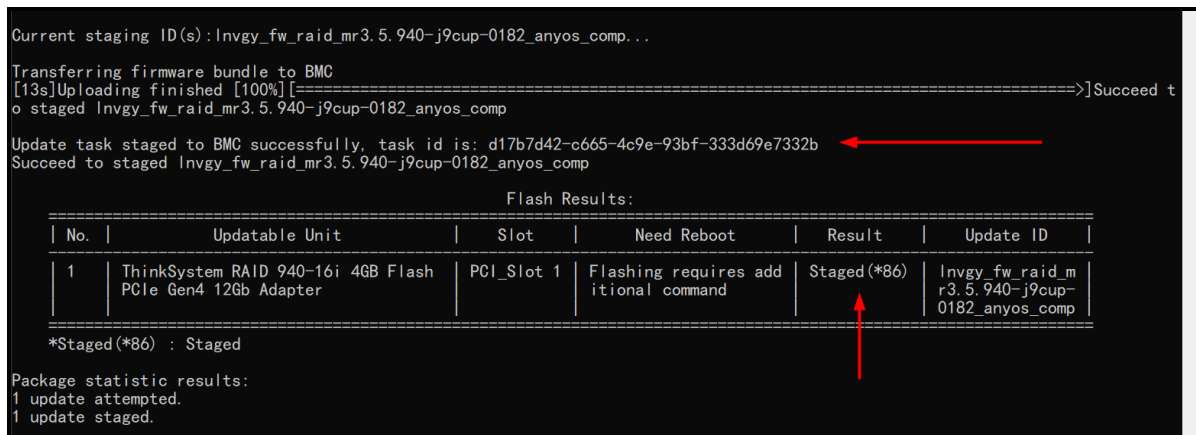 Current staging ID(s):lnvgy_fw_raid_mr3.5.940-j9cup-0182_anyos_comp...
Transferring firmware bundle to BMC
[13s]Uploading finished [100%][=====================================================================================>]Succeed t
o staged lnvgy_fw_raid_mr3.5.940-j9cup-0182_anyos_comp
Update task staged to BMC successfully, task id is: d17b7d42-c665-4c9e-93bf-333d69e7332b
Succeed to staged lnvgy_fw_raid_mr3.5.940-j9cup-0182_anyos_comp
Flash Results:
| No. | Updatable Unit | Slot | Need Reboot | Result | Update ID |
| 1 | ThinkSystem RAID 940-16i 4GB Flash | PCI_Slot 1 | Flashing requires add | Staged(*86) | lnvgy_fw_raid_m |
| | PCIe Gen4 12Gb Adapter | | itional command | | r3.5.940-j9cup- |
| | | | | | 0182_anyos_comp |
*Staged(*86) : Staged
Package statistic results:
1 update attempted.
1 update staged.